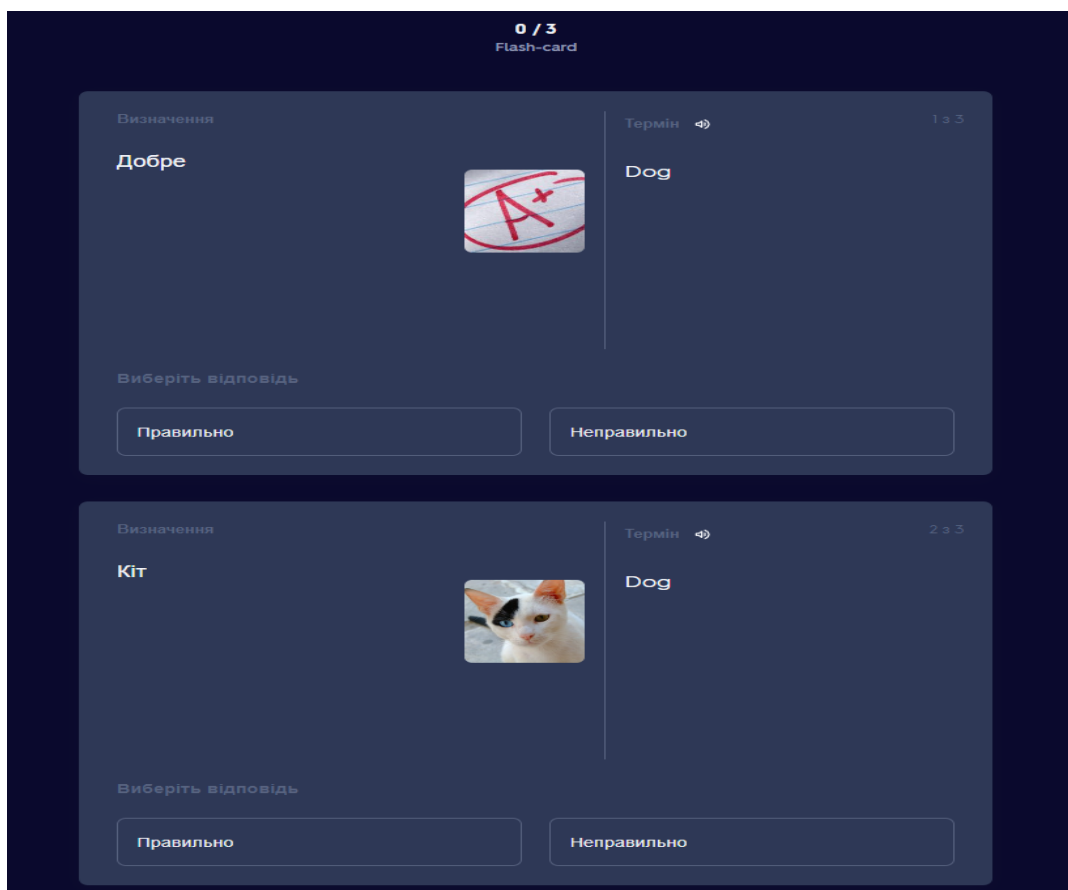 0 / 3
Flash-card
Визначення
Добре
A+
Термін
1 з 3
Dog
Виберіть відповідь
Правильно
Неправильно
Визначення
Кіт
Термін
2 з 3
Dog
Виберіть відповідь
Правильно
Неправильно